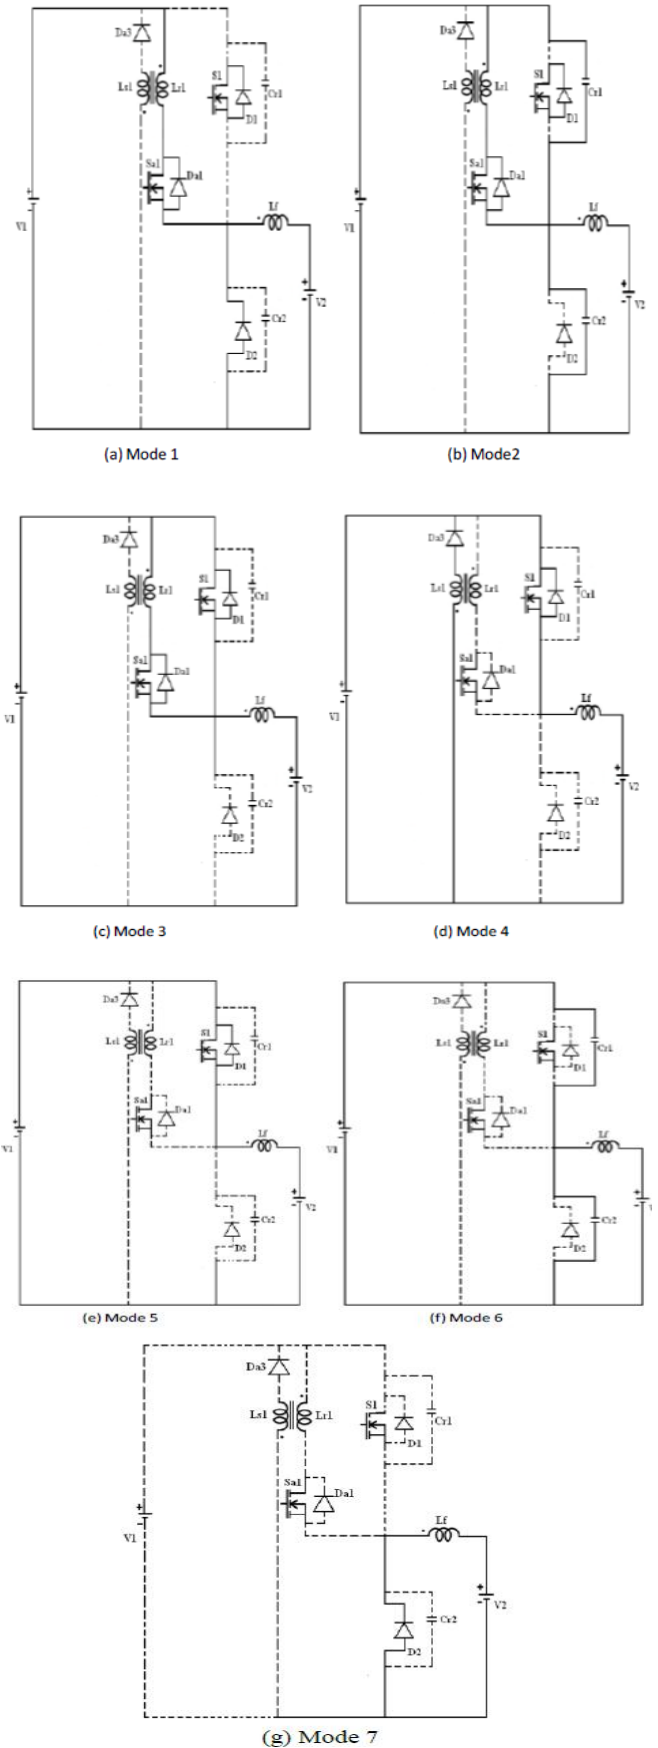 Da3
S1
Ls1
Lr1
Cr1
D1
Sa1
Da1
Lf
V1
V2
Cr2
D2
(a) Mode 1
Da3
S1
Ls1
Lr1
Cr1
D1
Sa1
Da1
Lf
V1
V2
Cr2
D2
(b) Mode2
Da3
S1
Ls1
Lr1
Cr1
D1
Sa1
Da1
Lf
V1
V2
Cr2
D2
(c) Mode 3
Da3
S1
Ls1
Lr1
Cr1
D1
Sa1
Da1
Lf
V1
V2
Cr2
D2
(d) Mode 4
Da3
S1
Ls1
Lr1
Cr1
D1
Sa1
Da1
Lf
V1
V2
Cr2
D2
(e) Mode 5
Da3
S1
Ls1
Lr1
Cr1
D1
Sa1
Da1
Lf
V1
Cr2
D2
(f) Mode 6
Da3
S1
Ls1
Lr1
Cr1
D1
Sa1
Da1
Lf
V1
V2
Cr2
D2
(g) Mode 7